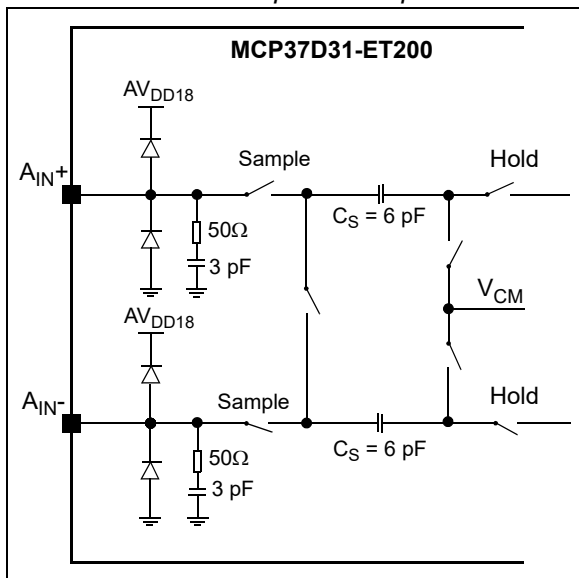 MCP37D31-ET200
AVDD18
AIN+
Sample
Hold
CS = 6 pF
50Ω
3 pF
VCM
AVDD18
AIN-
Sample
Hold
CS = 6 pF
50Ω
3 pF